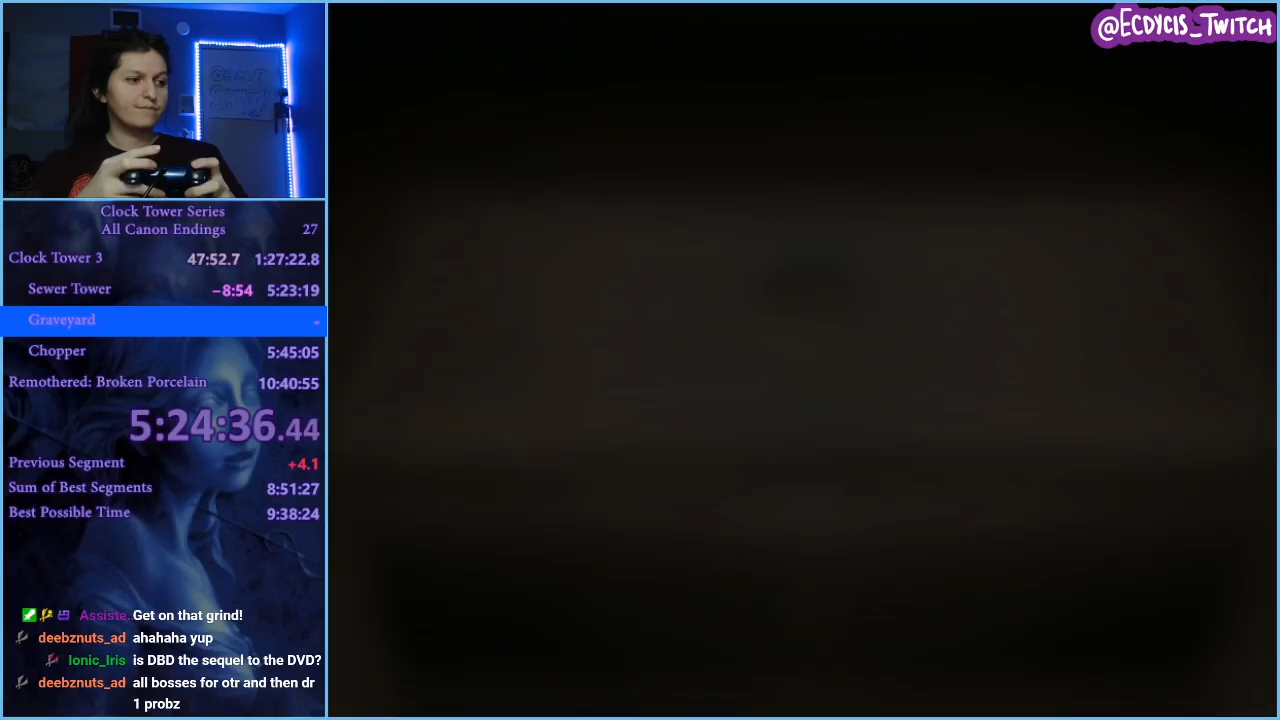 @ECDYCIS_TWITCH
Clock Tower Series
All Canon Endings 27
Clock Tower 3 47:52.7 1:27:22.8
Sewer Tower −8:54 5:23:19
Graveyard -
Chopper 5:45:05
Remothered: Broken Porcelain 10:40:55
5:24:36.44
Previous Segment +4.1
Sum of Best Segments 8:51:27
Best Possible Time 9:38:24
Assiste: Get on that grind!
deebznuts_ad ahahaha yup
Ionic_Iris is DBD the sequel to the DVD?
deebznuts_ad all bosses for otr and then dr
1 probz